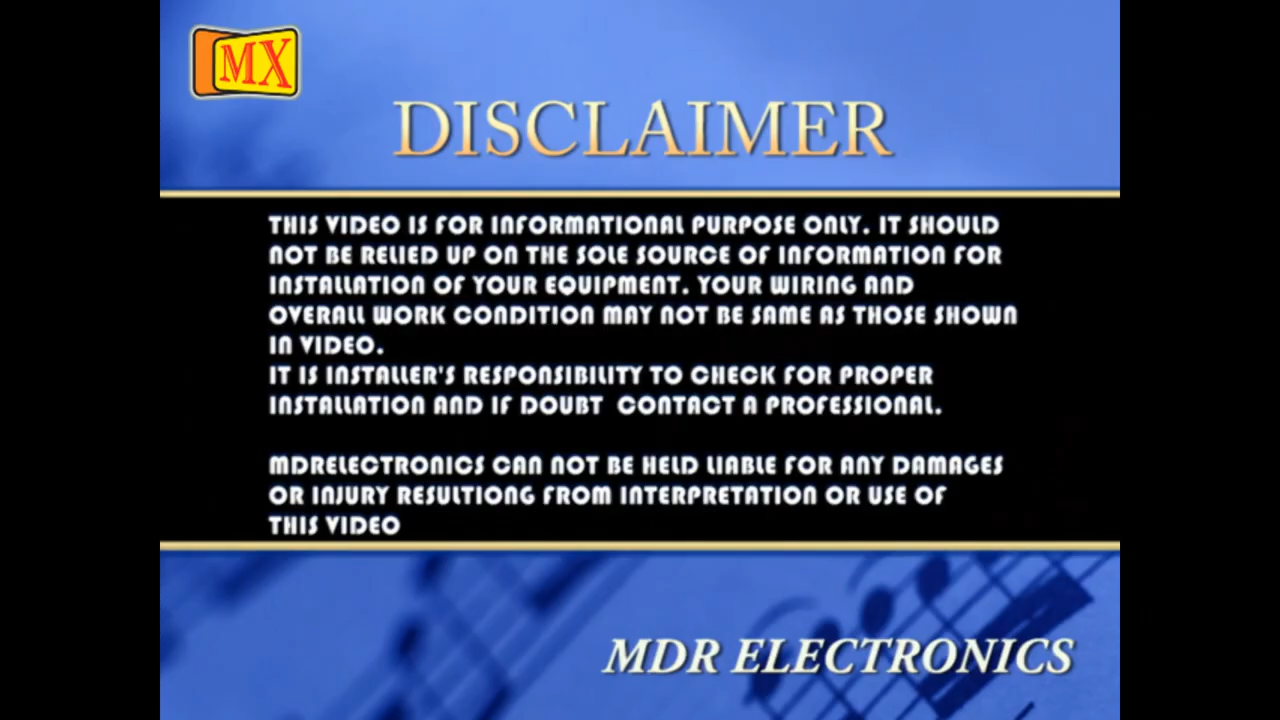 MX
DISCLAIMER
THIS VIDEO IS FOR INFORMATIONAL PURPOSE ONLY. IT SHOULD
NOT BE RELIED UP ON THE SOLE SOURCE OF INFORMATION FOR
INSTALLATION OF YOUR EQUIPMENT. YOUR WIRING AND
OVERALL WORK CONDITION MAY NOT BE SAME AS THOSE SHOWN
IN VIDEO.
IT IS INSTALLER'S RESPONSIBILITY TO CHECK FOR PROPER
INSTALLATION AND IF DOUBT CONTACT A PROFESSIONAL.
MDRELECTRONICS CAN NOT BE HELD LIABLE FOR ANY DAMAGES
OR INJURY RESULTIONG FROM INTERPRETATION OR USE OF
THIS VIDEO
MDR ELECTRONICS